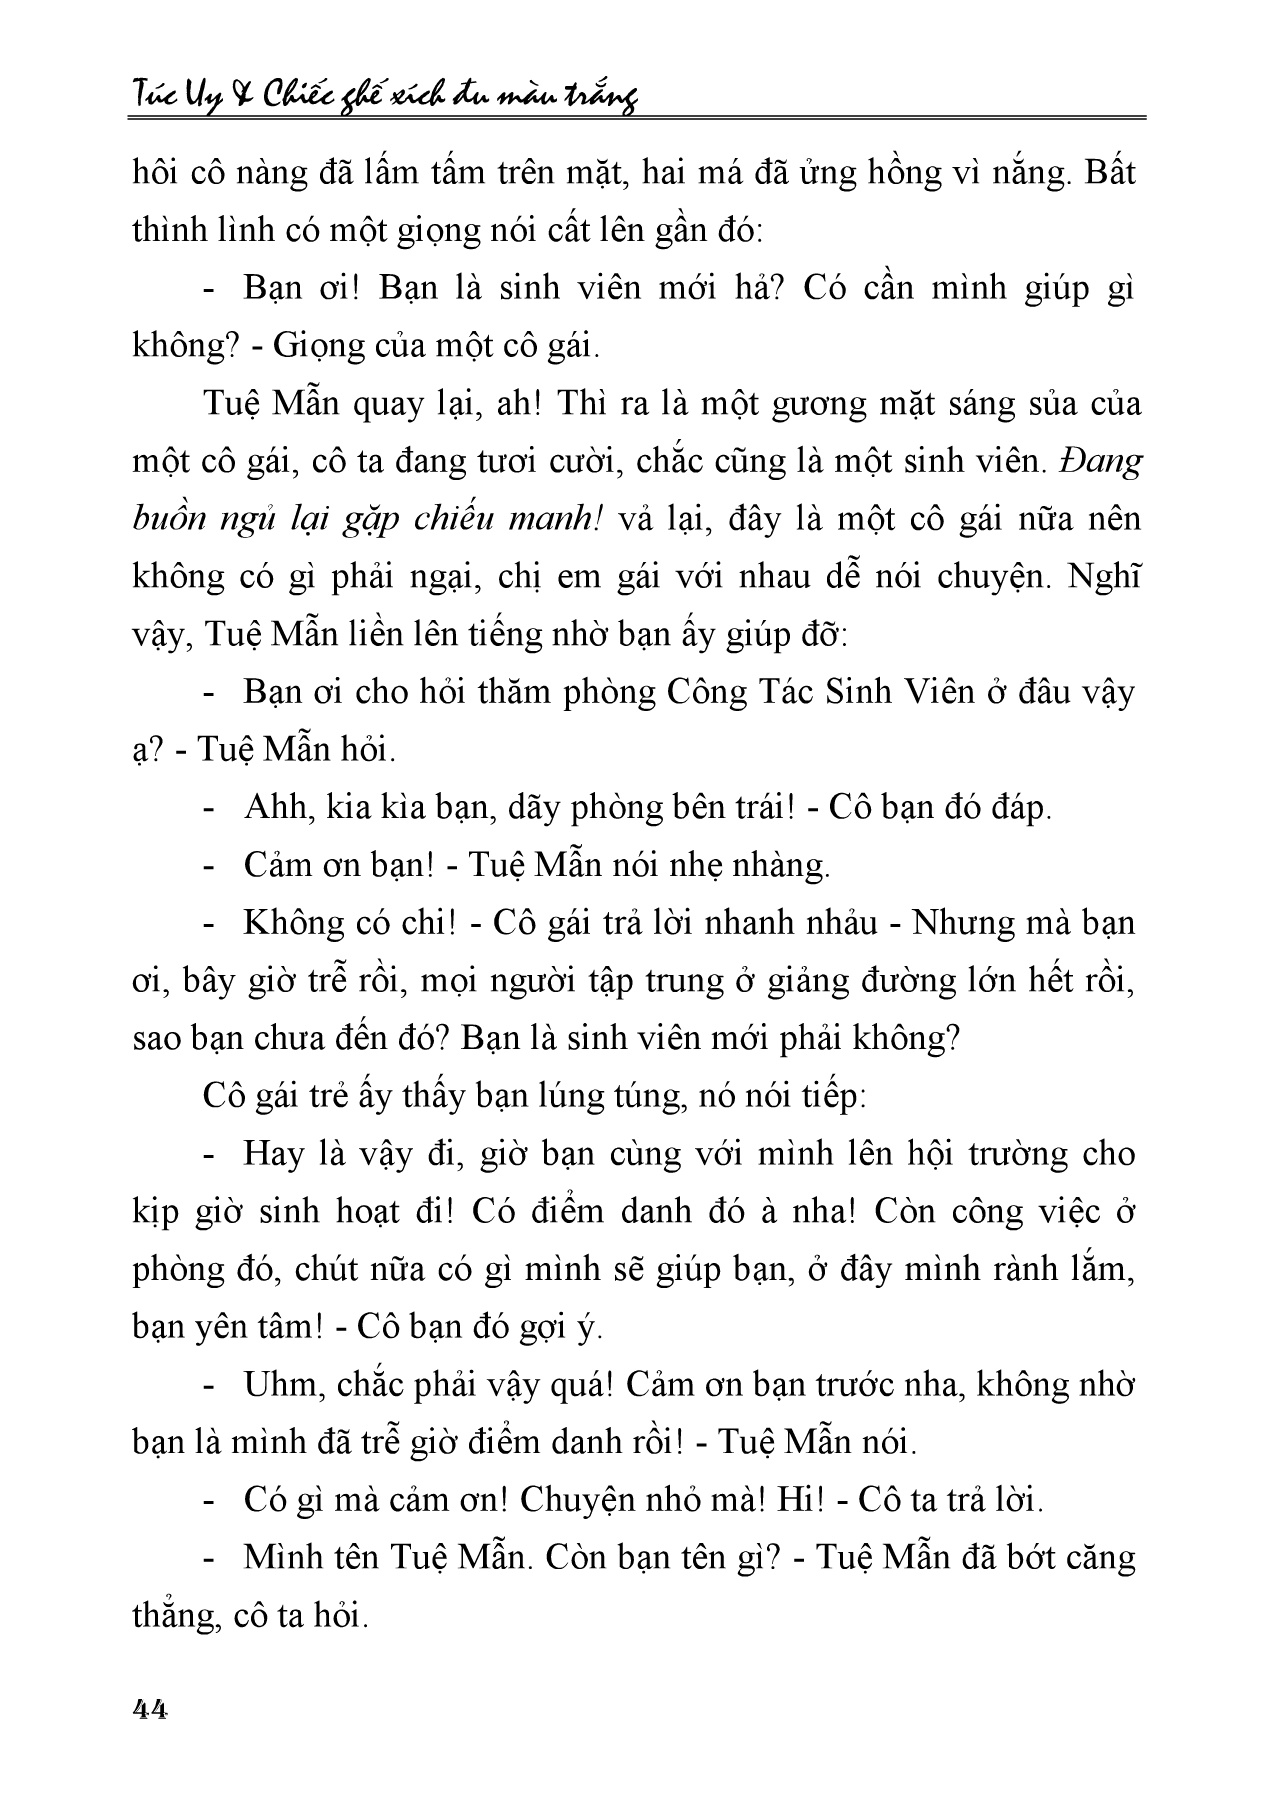 Túc Uy & Chiếc ghế xích đu màu trắng
hôi cô nàng đã lấm tấm trên mặt, hai má đã ửng hồng vì nắng. Bất
thình lình có một giọng nói cất lên gần đó:
- Bạn ơi! Bạn là sinh viên mới hả? Có cần mình giúp gì
không? - Giọng của một cô gái.
Tuệ Mẫn quay lại, ah! Thì ra là một gương mặt sáng sủa của
một cô gái, cô ta đang tươi cười, chắc cũng là một sinh viên. Đang
buồn ngủ lại gặp chiếu manh! vả lại, đây là một cô gái nữa nên
không có gì phải ngại, chị em gái với nhau dễ nói chuyện. Nghĩ
vậy, Tuệ Mẫn liền lên tiếng nhờ bạn ấy giúp đỡ:
- Bạn ơi cho hỏi thăm phòng Công Tác Sinh Viên ở đâu vậy
ạ? - Tuệ Mẫn hỏi.
- Ahh, kia kìa bạn, dãy phòng bên trái! - Cô bạn đó đáp.
- Cảm ơn bạn! - Tuệ Mẫn nói nhẹ nhàng.
- Không có chi! - Cô gái trả lời nhanh nhảu - Nhưng mà bạn
ơi, bây giờ trễ rồi, mọi người tập trung ở giảng đường lớn hết rồi,
sao bạn chưa đến đó? Bạn là sinh viên mới phải không?
Cô gái trẻ ấy thấy bạn lúng túng, nó nói tiếp:
- Hay là vậy đi, giờ bạn cùng với mình lên hội trường cho
kịp giờ sinh hoạt đi! Có điểm danh đó à nha! Còn công việc ở
phòng đó, chút nữa có gì mình sẽ giúp bạn, ở đây mình rành lắm,
bạn yên tâm! - Cô bạn đó gợi ý.
- Uhm, chắc phải vậy quá! Cảm ơn bạn trước nha, không nhờ
bạn là mình đã trễ giờ điểm danh rồi! - Tuệ Mẫn nói.
- Có gì mà cảm ơn! Chuyện nhỏ mà! Hi! - Cô ta trả lời.
- Mình tên Tuệ Mẫn. Còn bạn tên gì? - Tuệ Mẫn đã bớt căng
thẳng, cô ta hỏi.
44